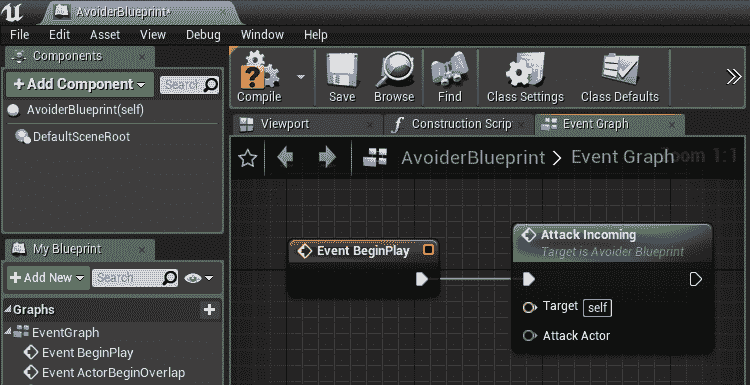 AvoiderBlueprint*
File Edit Asset View Debug Window Help
Components
+ Add Component
Search
AvoiderBlueprint(self)
DefaultSceneRoot
My Blueprint
+ Add New
Search
Graphs
EventGraph
Event BeginPlay
Event ActorBeginOverlap
Compile
Save
Browse
Find
Class Settings
Class Defaults
Viewport
Construction Scrip
Event Graph
AvoiderBlueprint > Event Graph
Zoom 1:1
Event BeginPlay
Attack Incoming
Target is Avoider Blueprint
Target self
Attack Actor